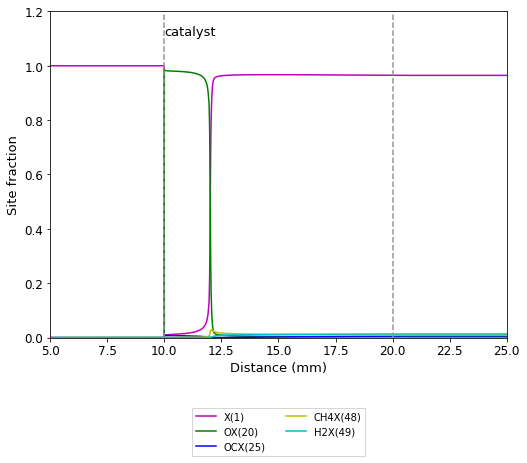 1.2
catalyst
1.0
0.8
0.6
0.4
0.2
0.0
Site fraction
5.0 7.5 10.0 12.5 15.0 17.5 20.0 22.5 25.0
Distance (mm)
X(1)
OX(20)
OCX(25)
CH4X(48)
H2X(49)